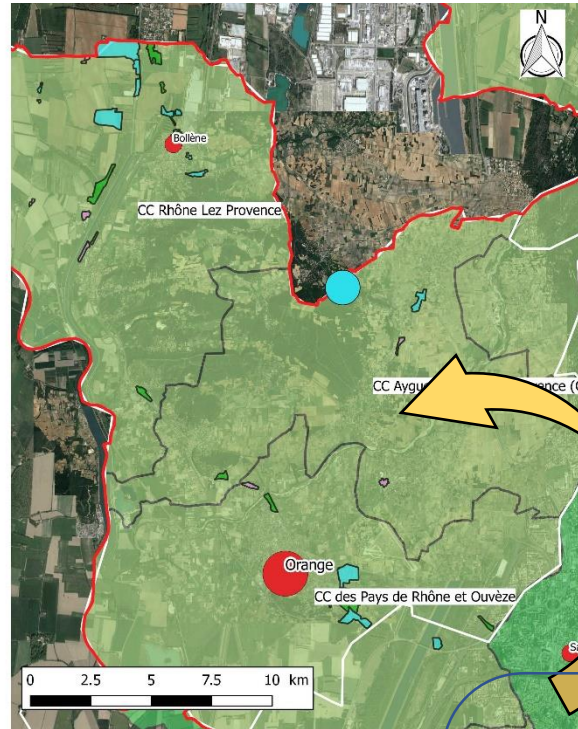 N
Bollène
CC Rhône Lez Provence
CC Aygu
ence (C
Orange
CC des Pays de Rhône et Ouvèze
Sa
0 2.5 5 7.5 10 km